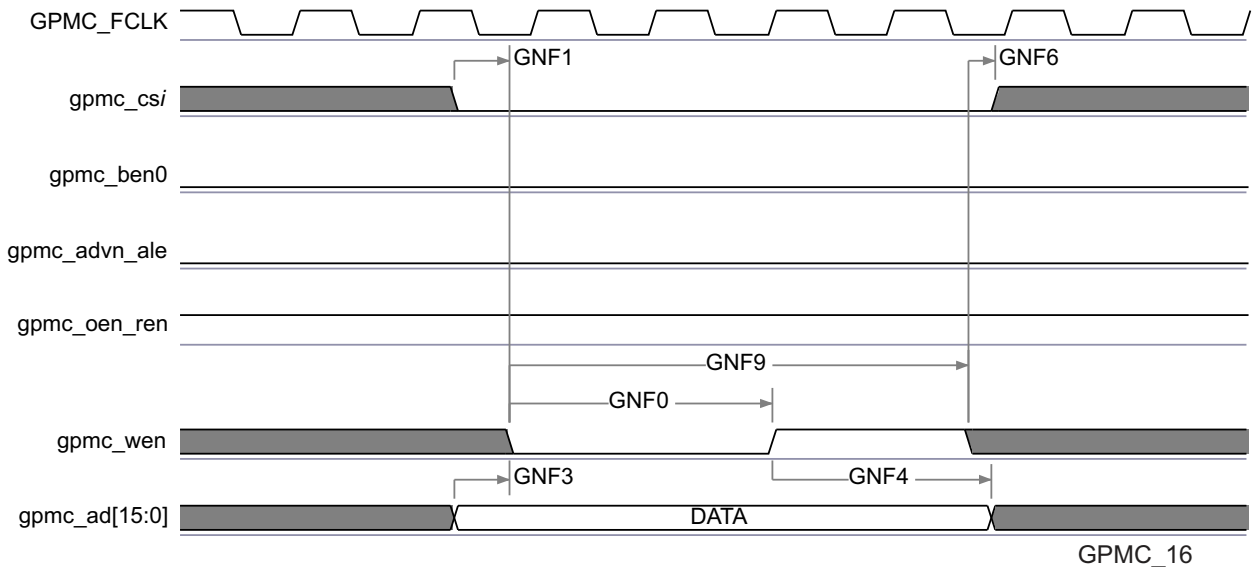 GPMC_FCLK
GNF1
GNF6
gpmc_csi
gpmc_ben0
gpmc_advn_ale
gpmc_oen_ren
GNF9
GNF0
gpmc_wen
GNF3
GNF4
gpmc_ad[15:0]
DATA
GPMC_16